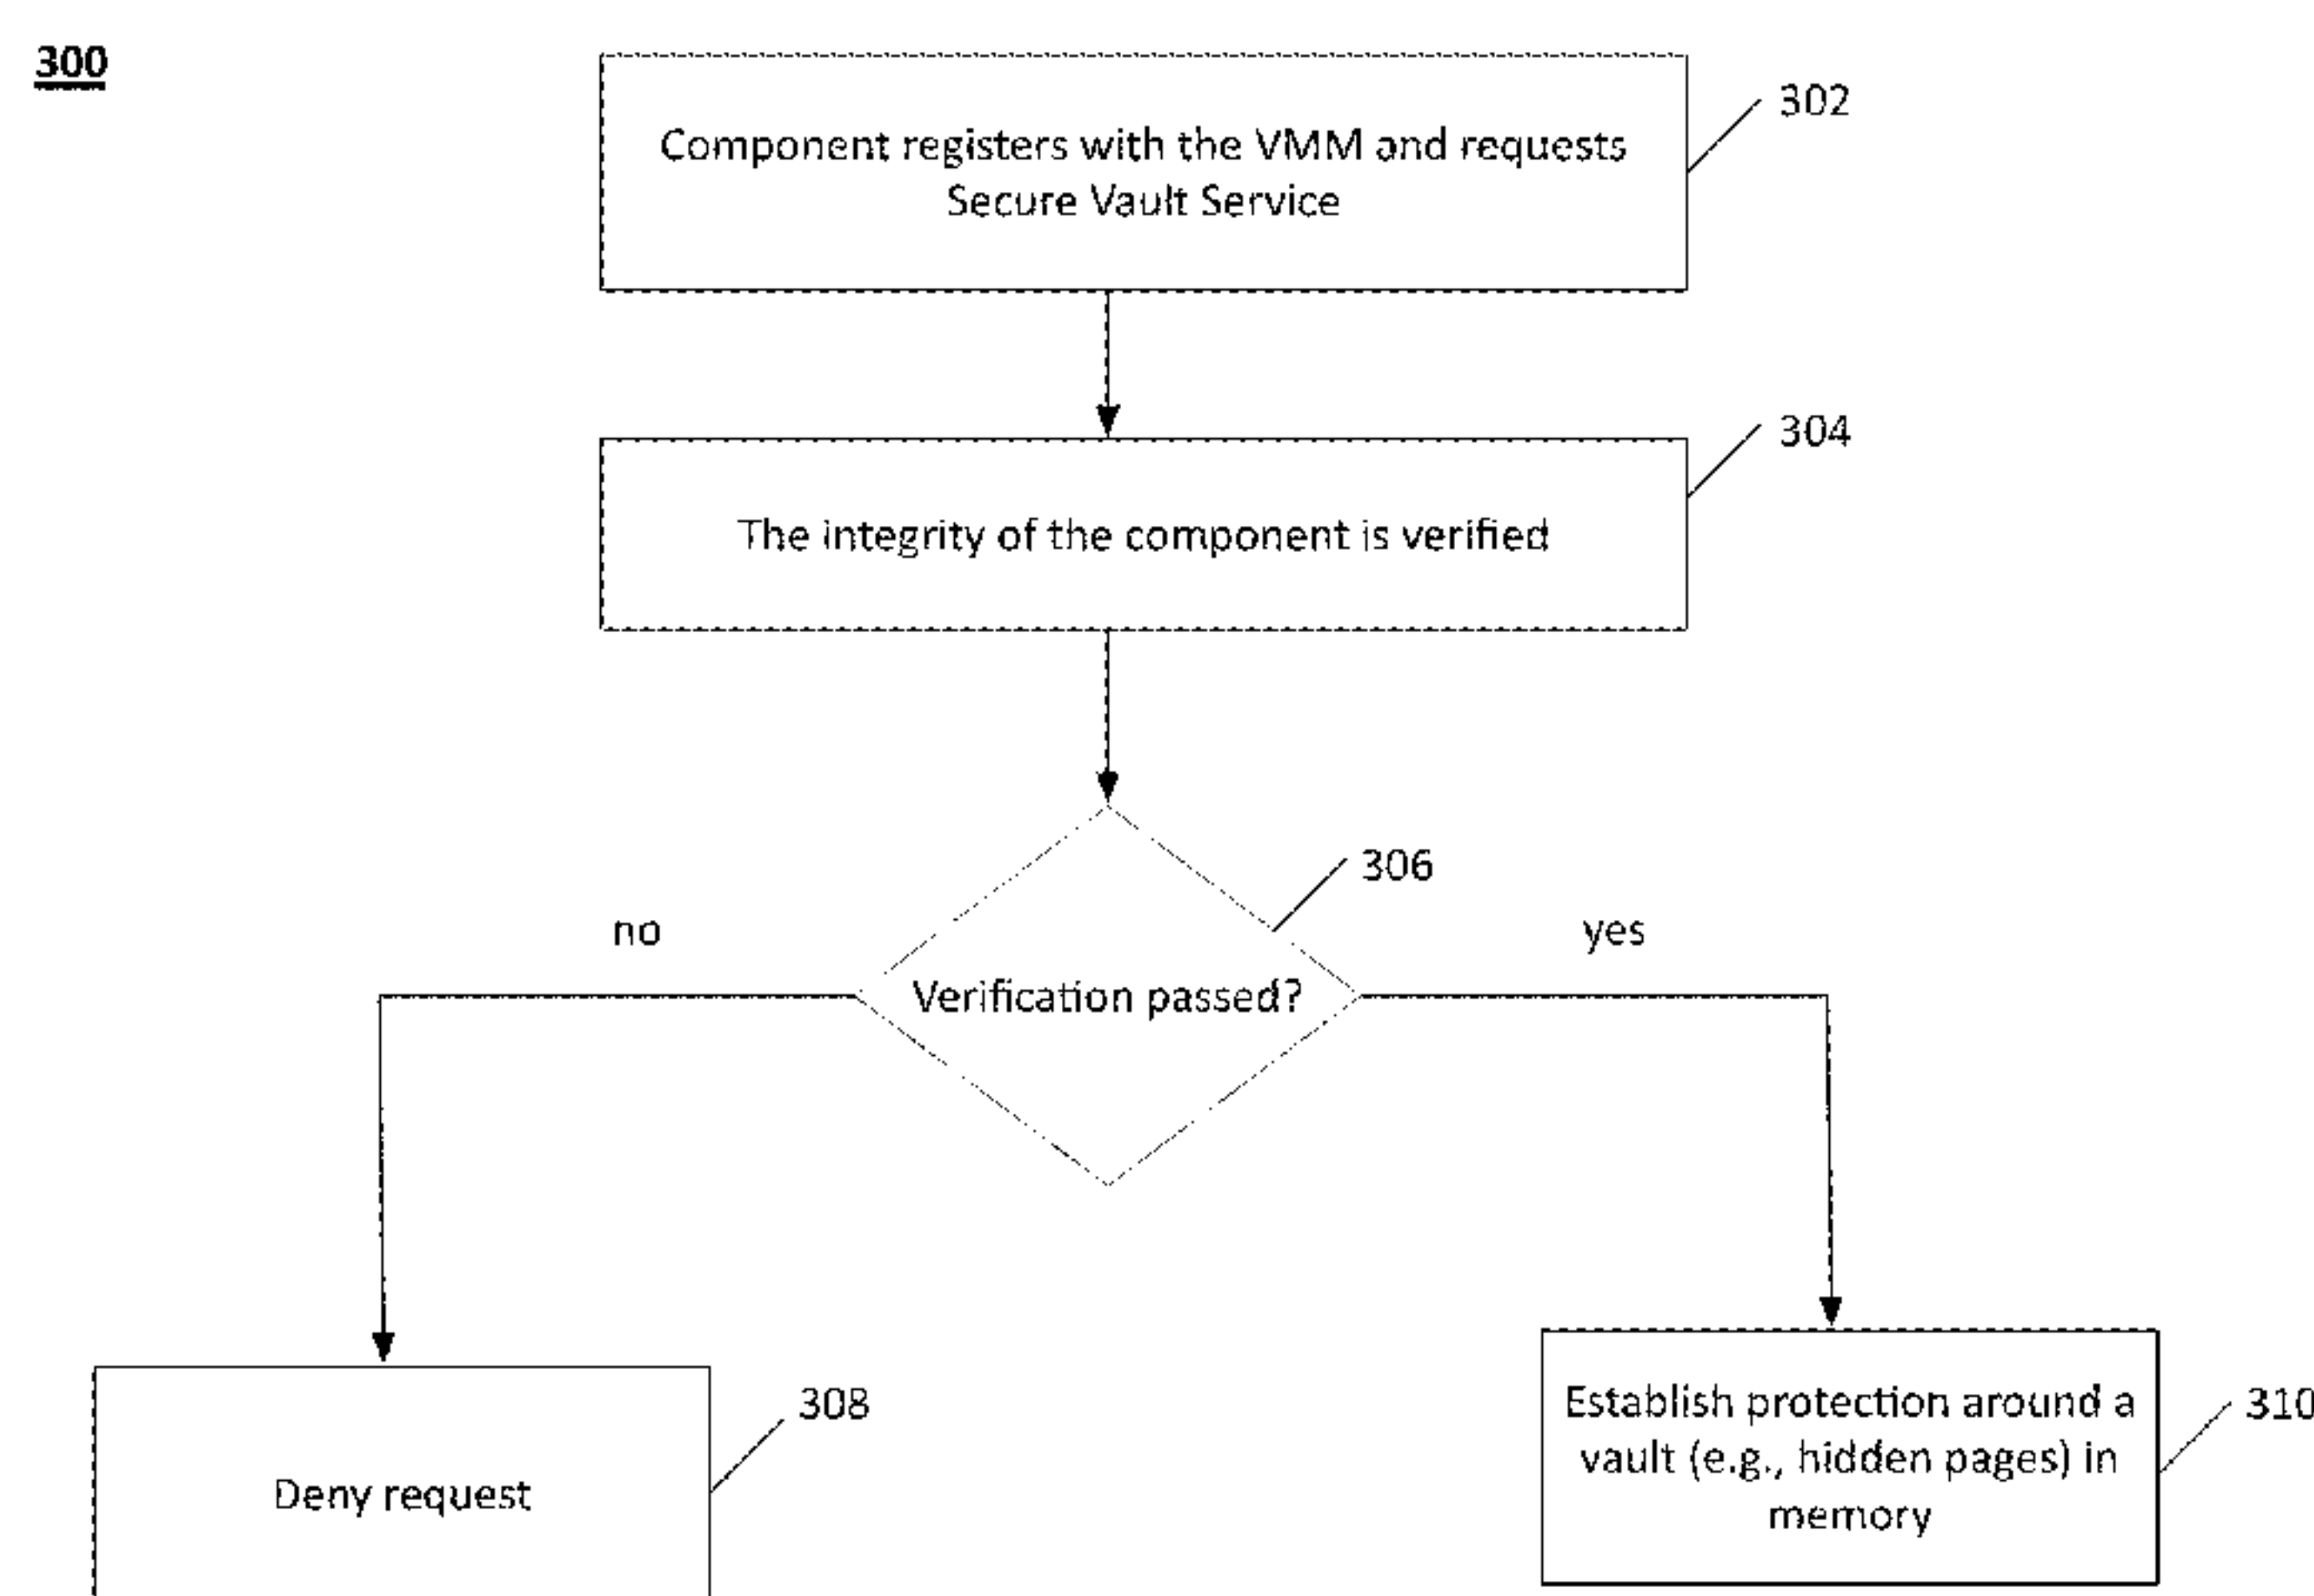 300
Component registers with the VMM and requests
Secure Vault Service
302
The integrity of the component is verified
304
306
no
yes
Verification passed?
Deny request
308
Establish protection around a
vault (e.g., hidden pages) in
memory
310